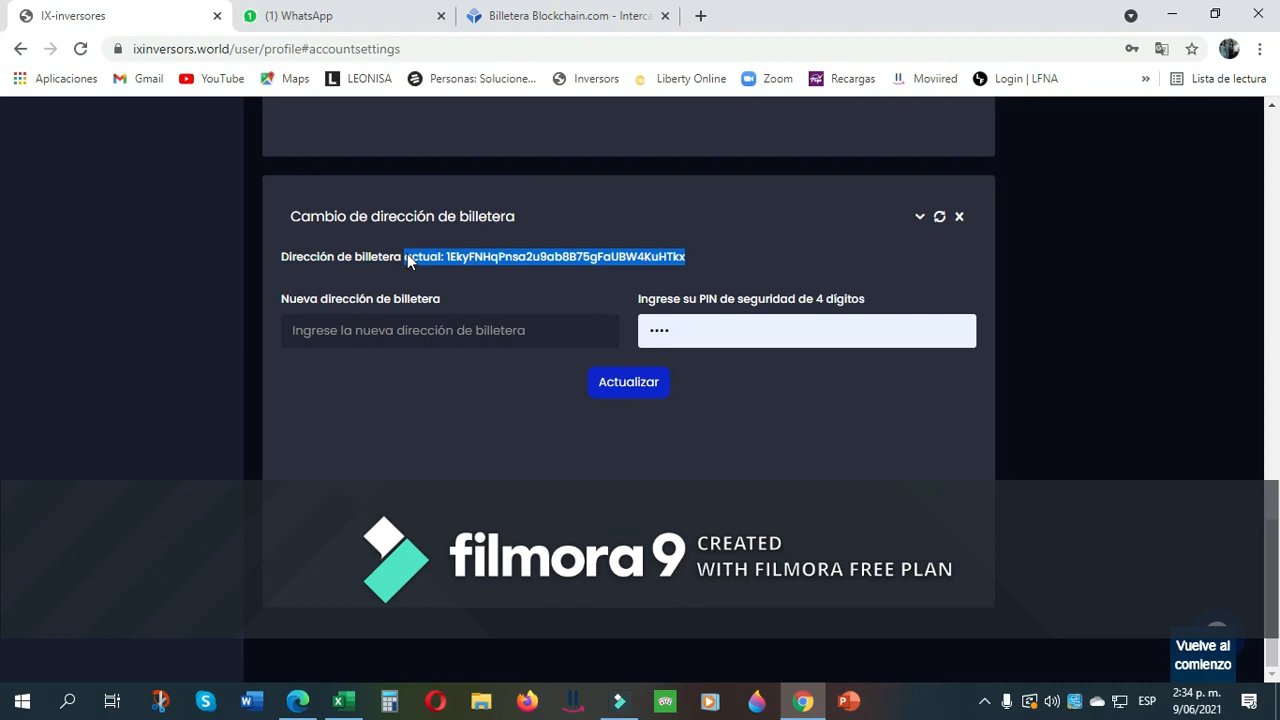 IX-inversores
(1) WhatsApp
Billetera Blockchain.com - Interca
ixinversors.world/user/profile#accountsettings
Aplicaciones
Gmail
YouTube
Maps
LEONISA
Personas: Solucione...
Inversors
Liberty Online
Zoom
Recargas
Moviired
Login | LFNA
»
Lista de lectura
Cambio de dirección de billetera
Dirección de billetera actual: 1EkyFNHqPnsa2u9ab8B75gFaUBW4KuHTkx
Nueva dirección de billetera
Ingrese su PIN de seguridad de 4 dígitos
Ingrese la nueva dirección de billetera
••••
Actualizar
filmora 9
CREATED
WITH FILMORA FREE PLAN
Vuelve al
comienzo
ESP
2:34 p. m.
9/06/2021